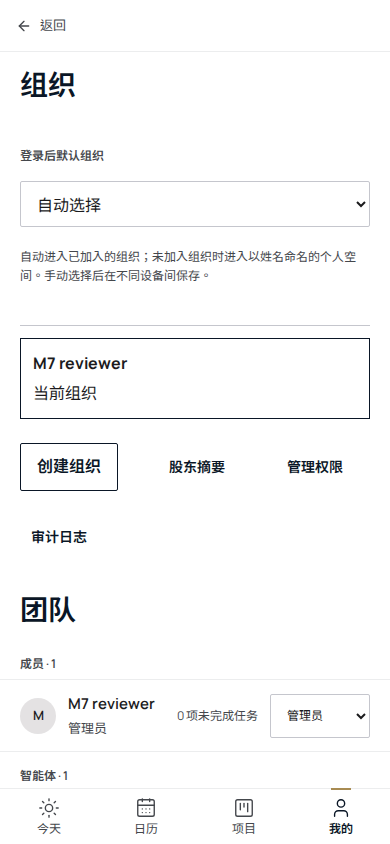 返回
组织
登录后默认组织
自动选择
自动进入已加入的组织；未加入组织时进入以姓名命名的个人空
间。手动选择后在不同设备间保存。
M7 reviewer
当前组织
创建组织 股东摘要 管理权限
审计日志
团队
成员 · 1
M M7 reviewer 管理员 0 项未完成任务 管理员
智能体 · 1
今天 日历 项目 我的